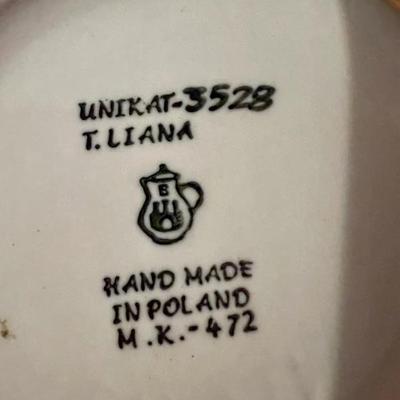 UNIKAT-3528
T. LIANA
B
HAND MADE
IN POLAND
M.K.-472